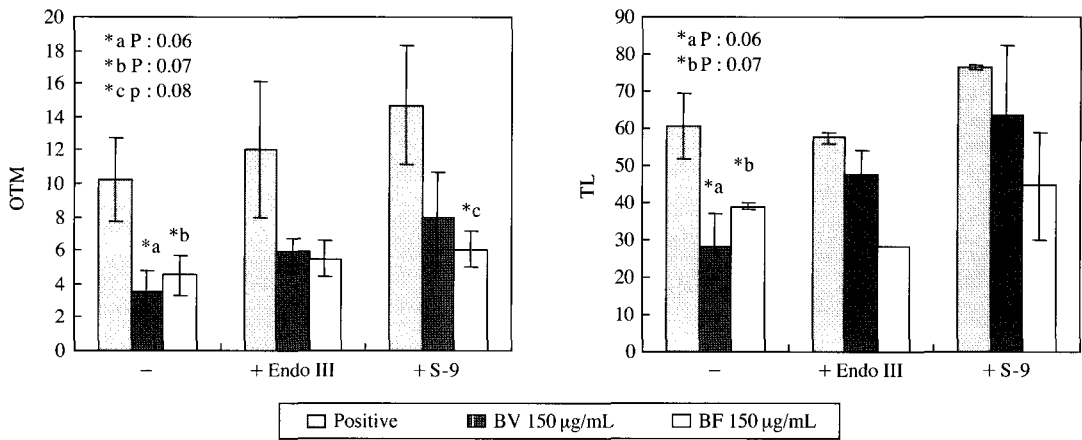 20
18
16
14
12
10
8
6
4
2
0
OTM
*a P : 0.06
*b P : 0.07
*c p : 0.08
*a
*b
*c
−
+ Endo III
+ S-9
90
80
70
60
50
40
30
20
10
0
TL
*a P : 0.06
*b P : 0.07
*a
*b
−
+ Endo III
+ S-9
Positive BV 150 μg/mL BF 150 μg/mL